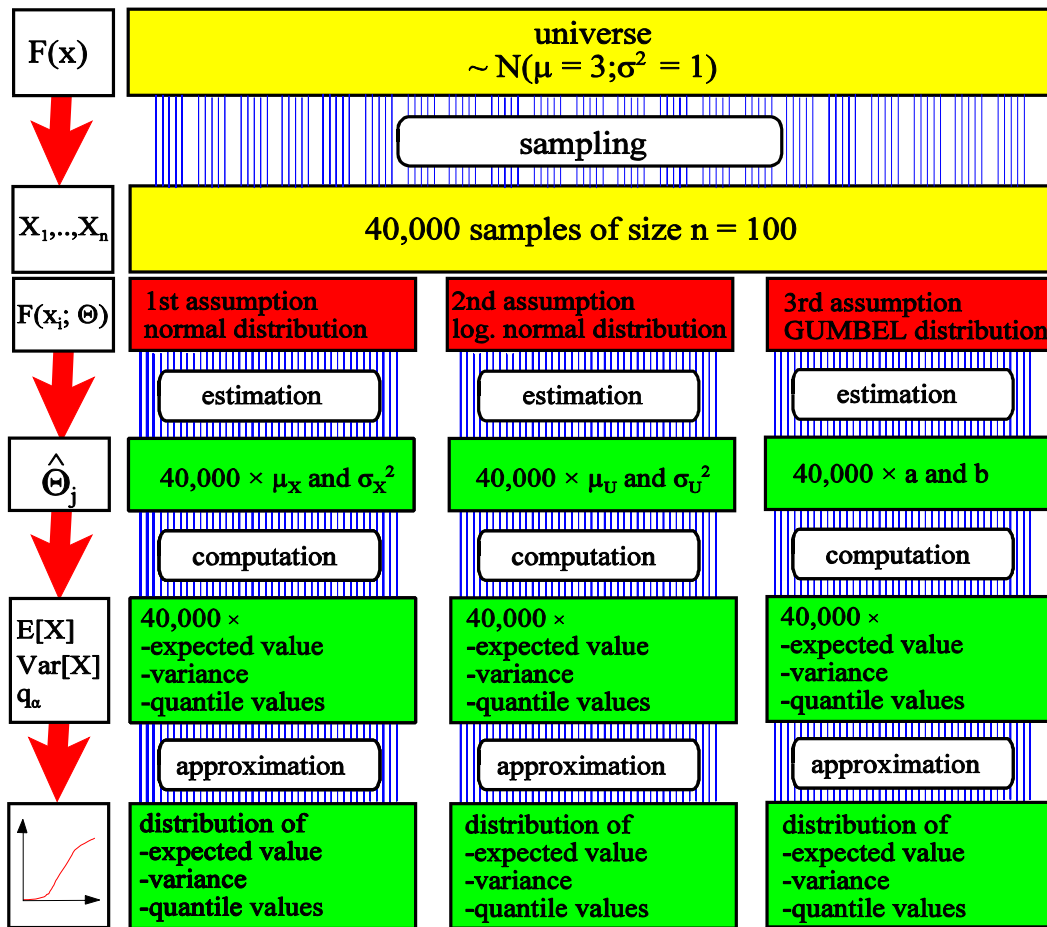 F(x)
universe
~ N(μ = 3;σ² = 1)
sampling
X₁,..,Xₙ
40,000 samples of size n = 100
F(xᵢ; Θ)
1st assumption
normal distribution
2nd assumption
log. normal distribution
3rd assumption
GUMBEL distribution
estimation
estimation
estimation
Θ̂ⱼ
40,000 × μ_X and σ_X²
40,000 × μ_U and σ_U²
40,000 × a and b
computation
computation
computation
E[X]
Var[X]
qα
40,000 ×
-expected value
-variance
-quantile values
40,000 ×
-expected value
-variance
-quantile values
40,000 ×
-expected value
-variance
-quantile values
approximation
approximation
approximation
distribution of
-expected value
-variance
-quantile values
distribution of
-expected value
-variance
-quantile values
distribution of
-expected value
-variance
-quantile values